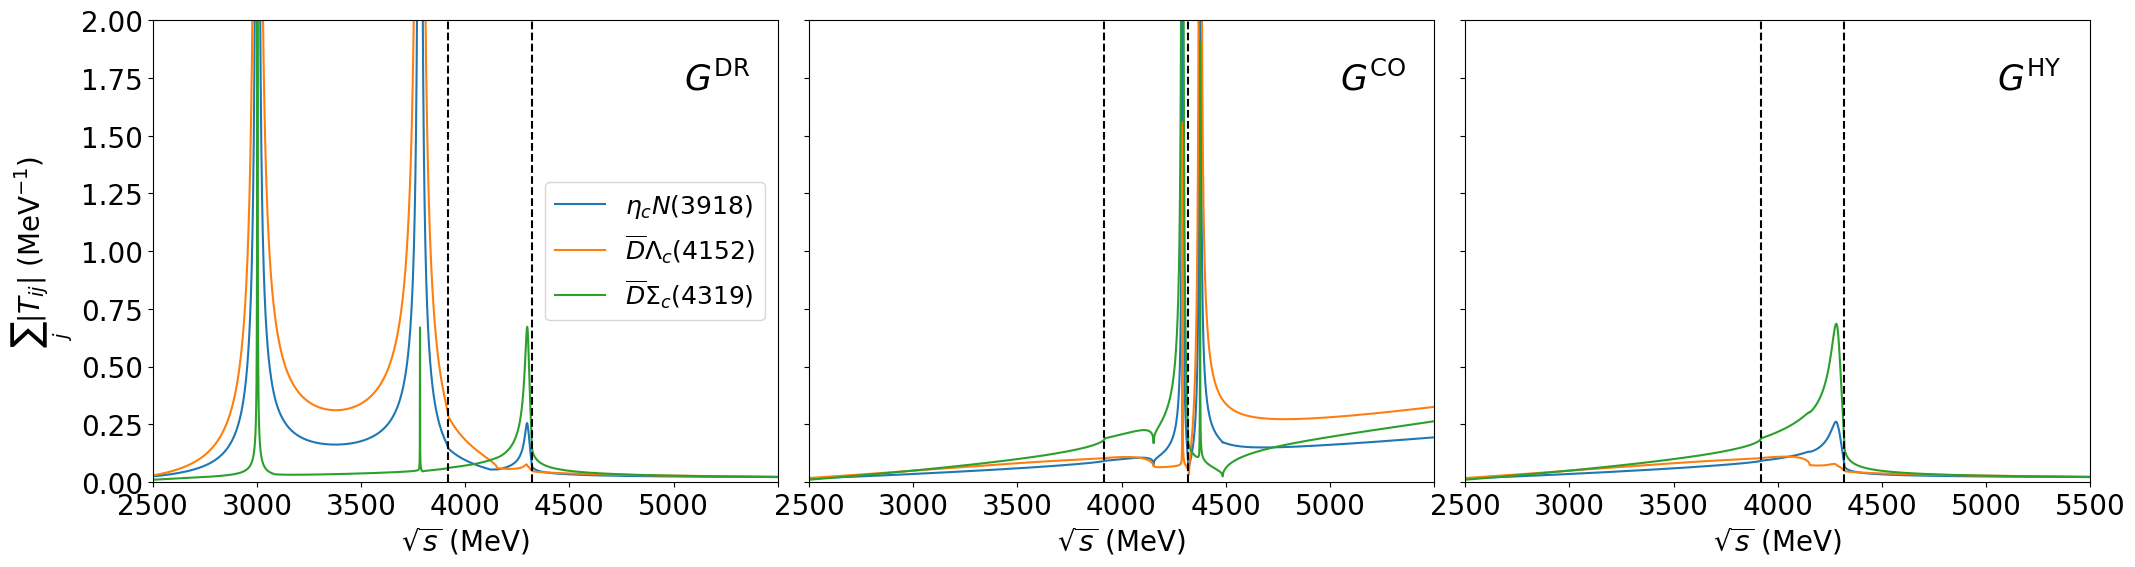 2.00
1.75
1.50
1.25
1.00
0.75
0.50
0.25
0.00
∑_j |T_{ij}| (MeV⁻¹)
G^{DR}
G^{CO}
G^{HY}
η_c N(3918)
D̅Λ_c(4152)
D̅Σ_c(4319)
2500 3000 3500 4000 4500 5000
2500 3000 3500 4000 4500 5000
2500 3000 3500 4000 4500 5000 5500
√s (MeV)
√s (MeV)
√s (MeV)